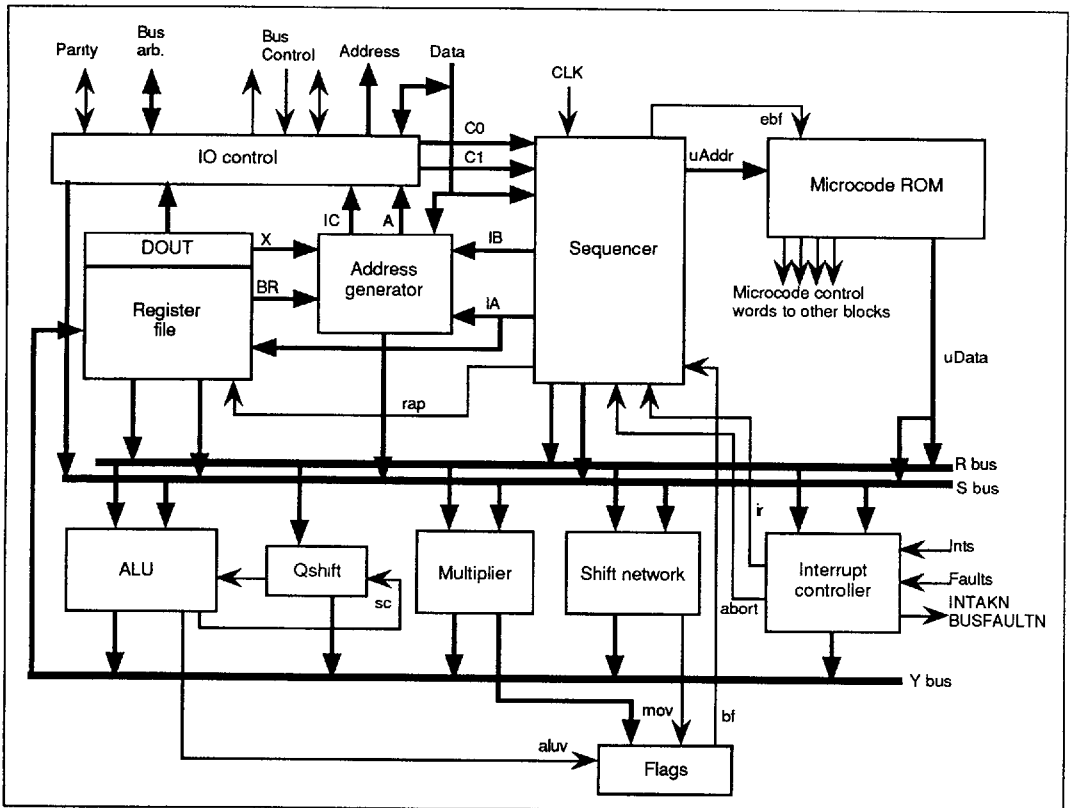 Parity
Bus
arb.
Bus
Control
Address
Data
CLK
ebf
C0
C1
uAddr
IO control
Microcode ROM
IC
A
DOUT
X
IB
Sequencer
Address
generator
BR
Register
file
Microcode control
words to other blocks
IA
uData
rap
R bus
S bus
ir
Ints
ALU
Qshift
Multiplier
Shift network
Interrupt
controller
Faults
sc
abort
INTAKN
BUSFAULTN
Y bus
mov
bf
aluv
Flags